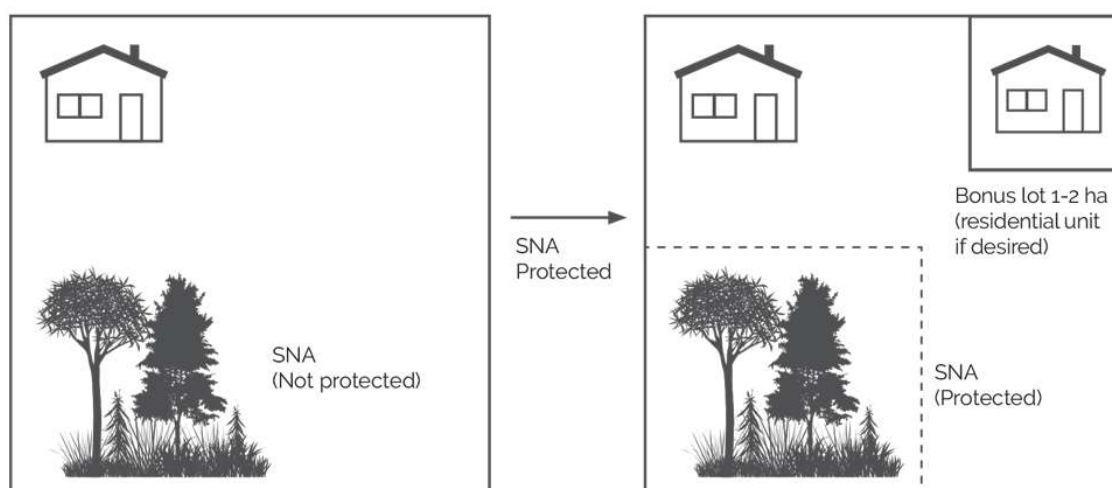 SNA
(Not protected)
SNA
Protected
Bonus lot 1-2 ha
(residential unit
if desired)
SNA
(Protected)